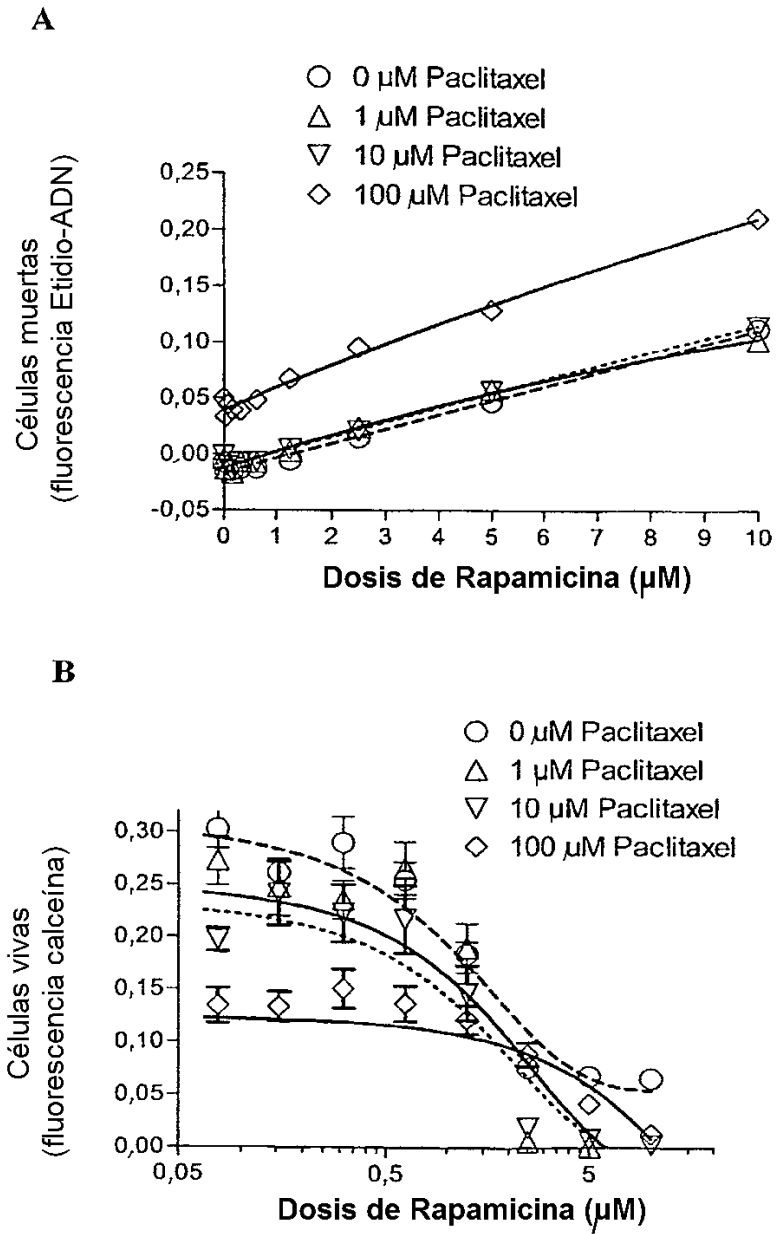 A
0 µM Paclitaxel
1 µM Paclitaxel
10 µM Paclitaxel
100 µM Paclitaxel
Células muertas
(fluorescencia Etidio-ADN)
0,25
0,20
0,15
0,10
0,05
0,00
-0,05
0 1 2 3 4 5 6 7 8 9 10
Dosis de Rapamicina (µM)
B
0 µM Paclitaxel
1 µM Paclitaxel
10 µM Paclitaxel
100 µM Paclitaxel
Células vivas
(fluorescencia calceína)
0,30
0,25
0,20
0,15
0,10
0,05
0,00
0,05 0,5 5
Dosis de Rapamicina (µM)